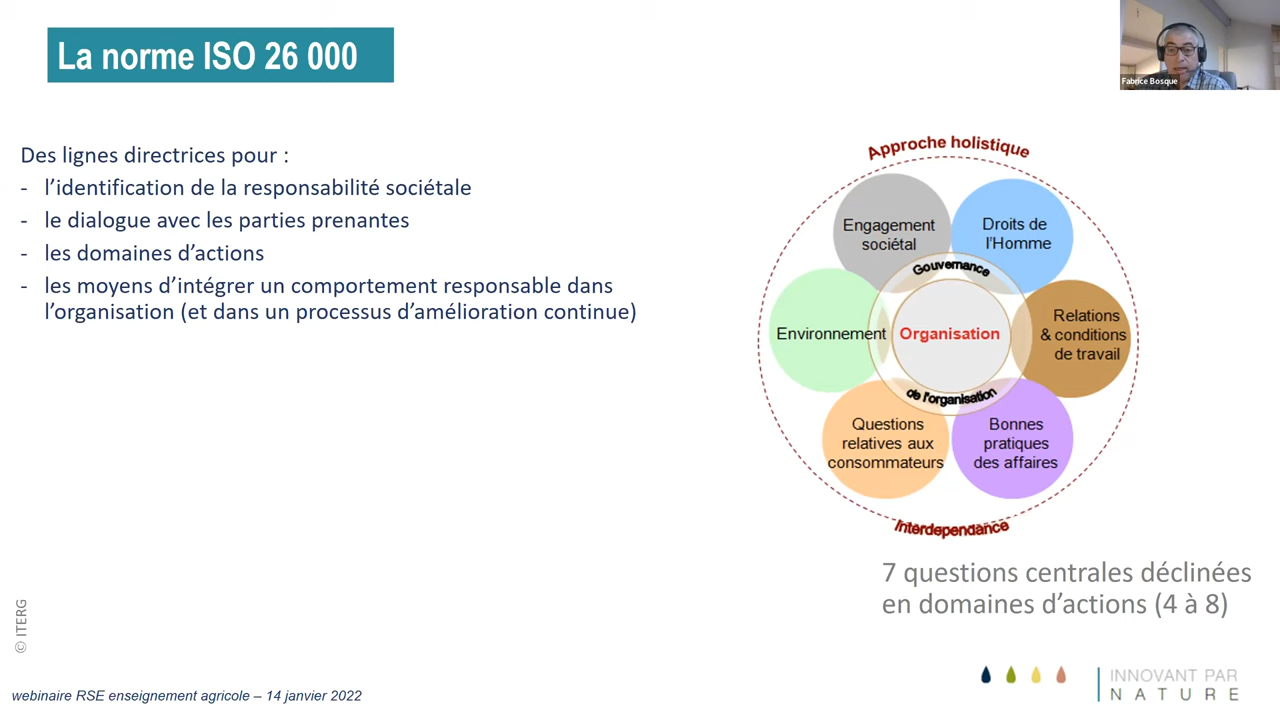 La norme ISO 26 000
Fabrice Bosque
Des lignes directrices pour :
- l’identification de la responsabilité sociétale
- le dialogue avec les parties prenantes
- les domaines d’actions
- les moyens d’intégrer un comportement responsable dans
l’organisation (et dans un processus d’amélioration continue)
Approche holistique
Engagement
sociétal
Droits de
l’Homme
Gouvernance
Environnement
Organisation
Relations
& conditions
de travail
de l'organisation
Questions
relatives aux
consommateurs
Bonnes
pratiques
des affaires
Interdependance
7 questions centrales déclinées
en domaines d’actions (4 à 8)
© ITERG
webinaire RSE enseignement agricole – 14 janvier 2022
INNOVANT PAR
NATURE